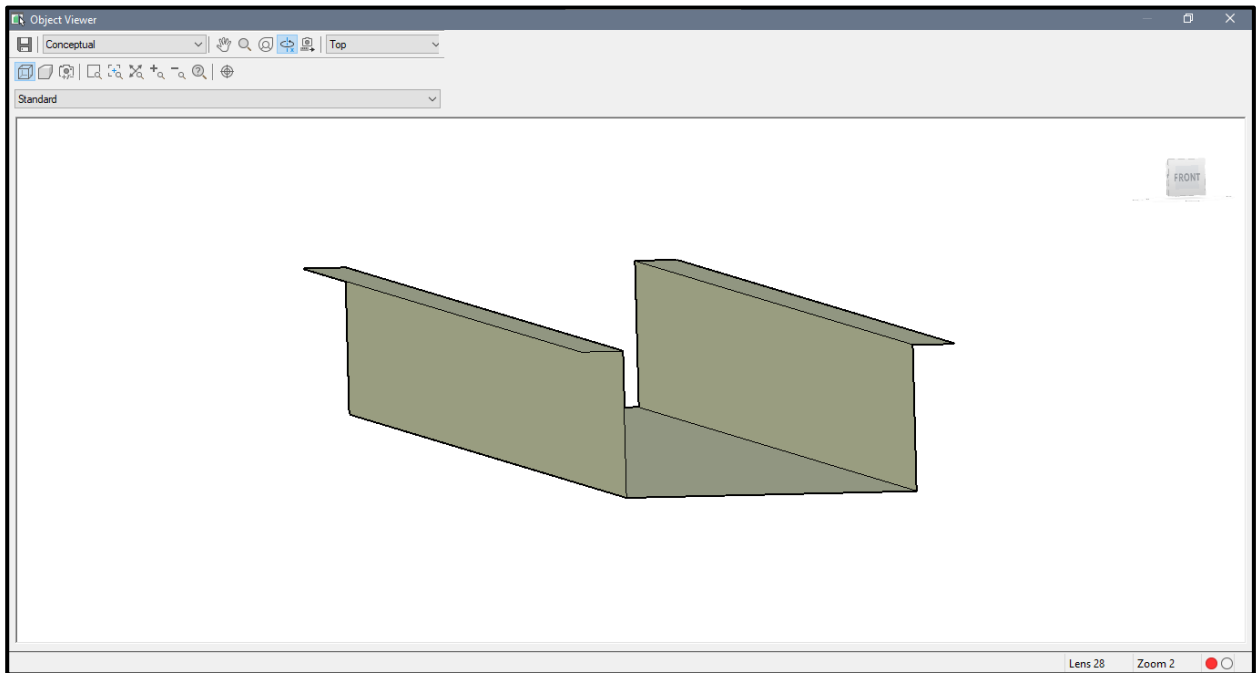 Object Viewer
Conceptual
Top
Standard
FRONT
Lens 28
Zoom 2